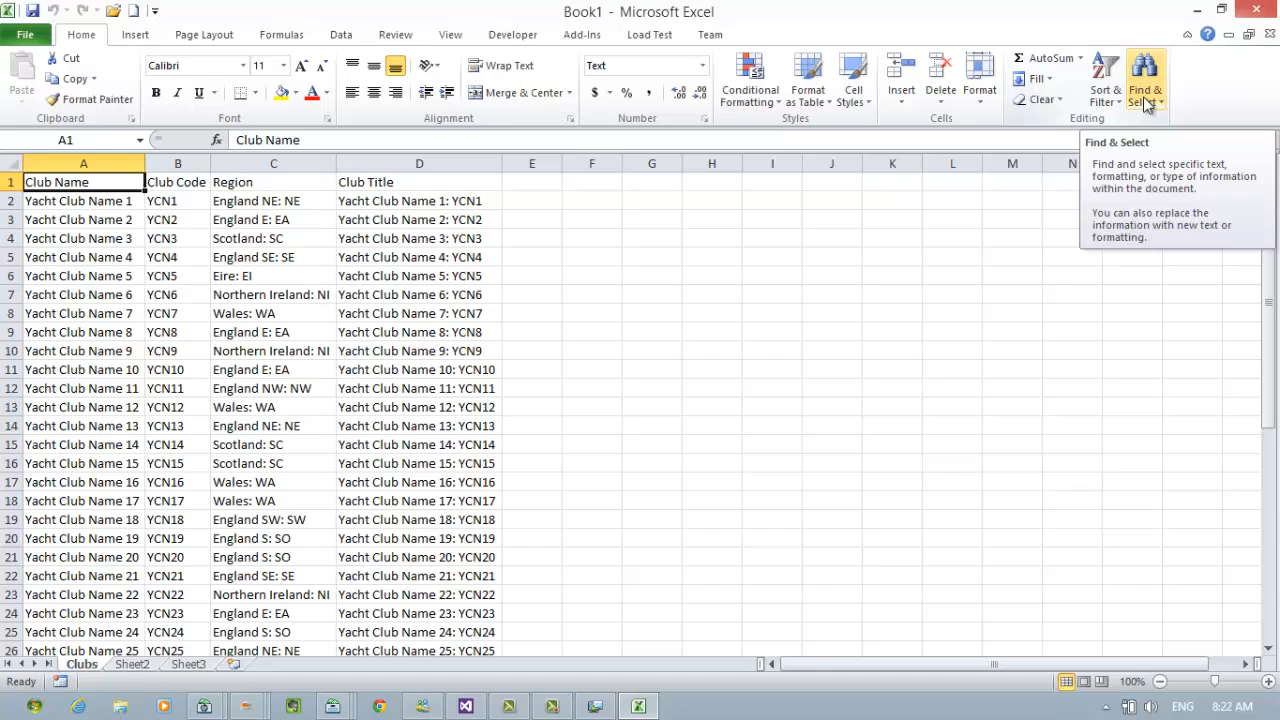 Book1 - Microsoft Excel
File Home Insert Page Layout Formulas Data Review View Developer Add-Ins Load Test Team
Paste
Cut
Copy
Format Painter
Clipboard
Calibri 11
B I U
Font
Wrap Text
Merge & Center
Alignment
Text
$ % ,
Number
Conditional Formatting
Format as Table
Cell Styles
Styles
Insert
Delete
Format
Cells
AutoSum
Fill
Clear
Sort & Filter
Find & Select
Editing
A1 fx Club Name
Find & Select
Find and select specific text,
formatting, or type of information
within the document.
You can also replace the
information with new text or
formatting.
A B C D E F G H I J K L M N
1 Club Name Club Code Region Club Title
2 Yacht Club Name 1 YCN1 England NE: NE Yacht Club Name 1: YCN1
3 Yacht Club Name 2 YCN2 England E: EA Yacht Club Name 2: YCN2
4 Yacht Club Name 3 YCN3 Scotland: SC Yacht Club Name 3: YCN3
5 Yacht Club Name 4 YCN4 England SE: SE Yacht Club Name 4: YCN4
6 Yacht Club Name 5 YCN5 Eire: EI Yacht Club Name 5: YCN5
7 Yacht Club Name 6 YCN6 Northern Ireland: NI Yacht Club Name 6: YCN6
8 Yacht Club Name 7 YCN7 Wales: WA Yacht Club Name 7: YCN7
9 Yacht Club Name 8 YCN8 England E: EA Yacht Club Name 8: YCN8
10 Yacht Club Name 9 YCN9 Northern Ireland: NI Yacht Club Name 9: YCN9
11 Yacht Club Name 10 YCN10 England E: EA Yacht Club Name 10: YCN10
12 Yacht Club Name 11 YCN11 England NW: NW Yacht Club Name 11: YCN11
13 Yacht Club Name 12 YCN12 Wales: WA Yacht Club Name 12: YCN12
14 Yacht Club Name 13 YCN13 England NE: NE Yacht Club Name 13: YCN13
15 Yacht Club Name 14 YCN14 Scotland: SC Yacht Club Name 14: YCN14
16 Yacht Club Name 15 YCN15 Scotland: SC Yacht Club Name 15: YCN15
17 Yacht Club Name 16 YCN16 Wales: WA Yacht Club Name 16: YCN16
18 Yacht Club Name 17 YCN17 Wales: WA Yacht Club Name 17: YCN17
19 Yacht Club Name 18 YCN18 England SW: SW Yacht Club Name 18: YCN18
20 Yacht Club Name 19 YCN19 England S: SO Yacht Club Name 19: YCN19
21 Yacht Club Name 20 YCN20 England S: SO Yacht Club Name 20: YCN20
22 Yacht Club Name 21 YCN21 England SE: SE Yacht Club Name 21: YCN21
23 Yacht Club Name 22 YCN22 Northern Ireland: NI Yacht Club Name 22: YCN22
24 Yacht Club Name 23 YCN23 England E: EA Yacht Club Name 23: YCN23
25 Yacht Club Name 24 YCN24 England S: SO Yacht Club Name 24: YCN24
26 Yacht Club Name 25 YCN25 England NE: NE Yacht Club Name 25: YCN25
Clubs Sheet2 Sheet3
Ready 100%
ENG 8:22 AM